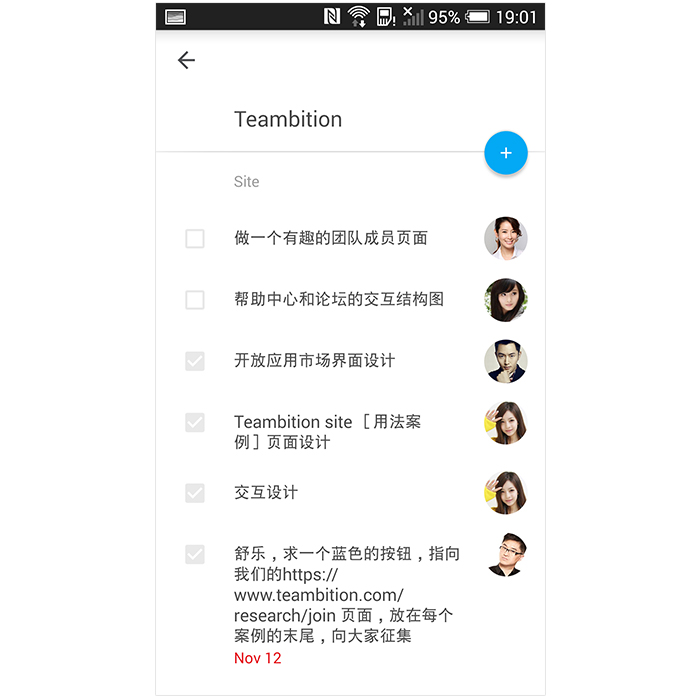 95% 19:01
Teambition
Site
做一个有趣的团队成员页面
帮助中心和论坛的交互结构图
开放应用市场界面设计
Teambition site ［用法案
例］页面设计
交互设计
舒乐，求一个蓝色的按钮，指向
我们的https://
www.teambition.com/
research/join 页面，放在每个
案例的末尾，向大家征集
Nov 12